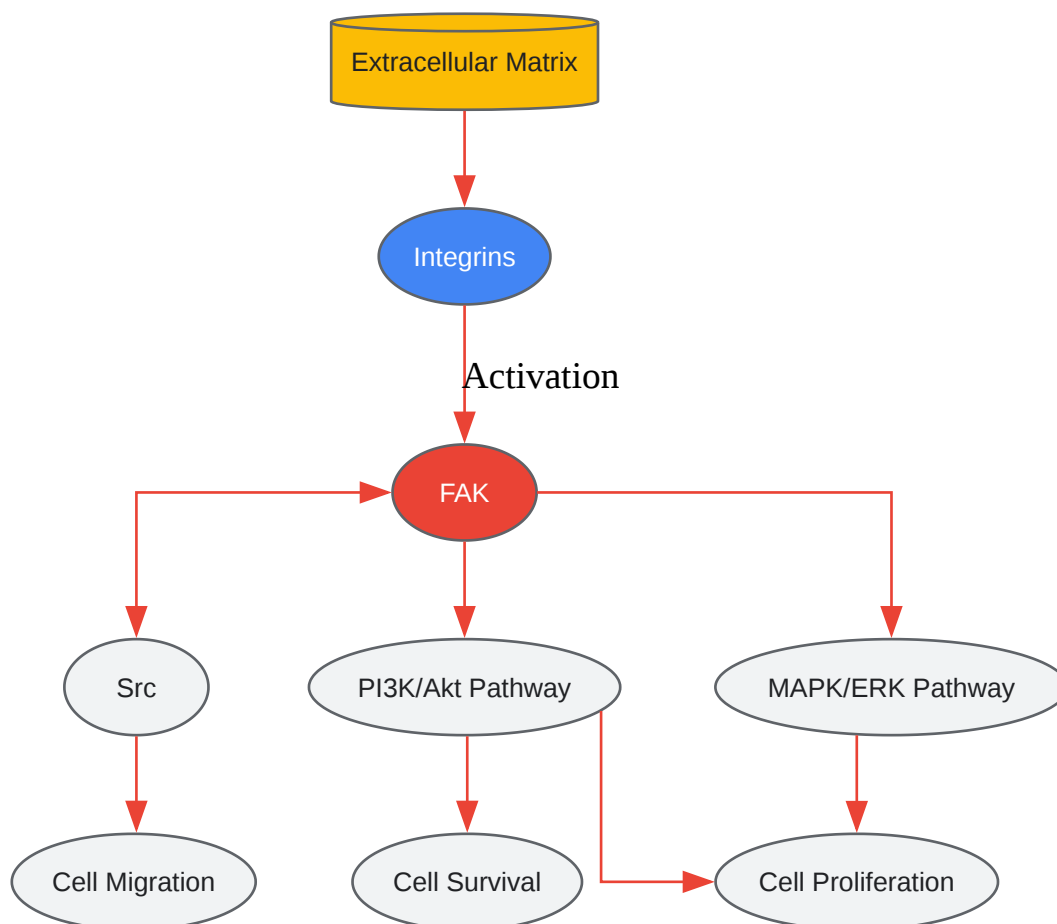 Extracellular Matrix
Integrins
Activation
FAK
Src
PI3K/Akt Pathway
MAPK/ERK Pathway
Cell Migration
Cell Survival
Cell Proliferation